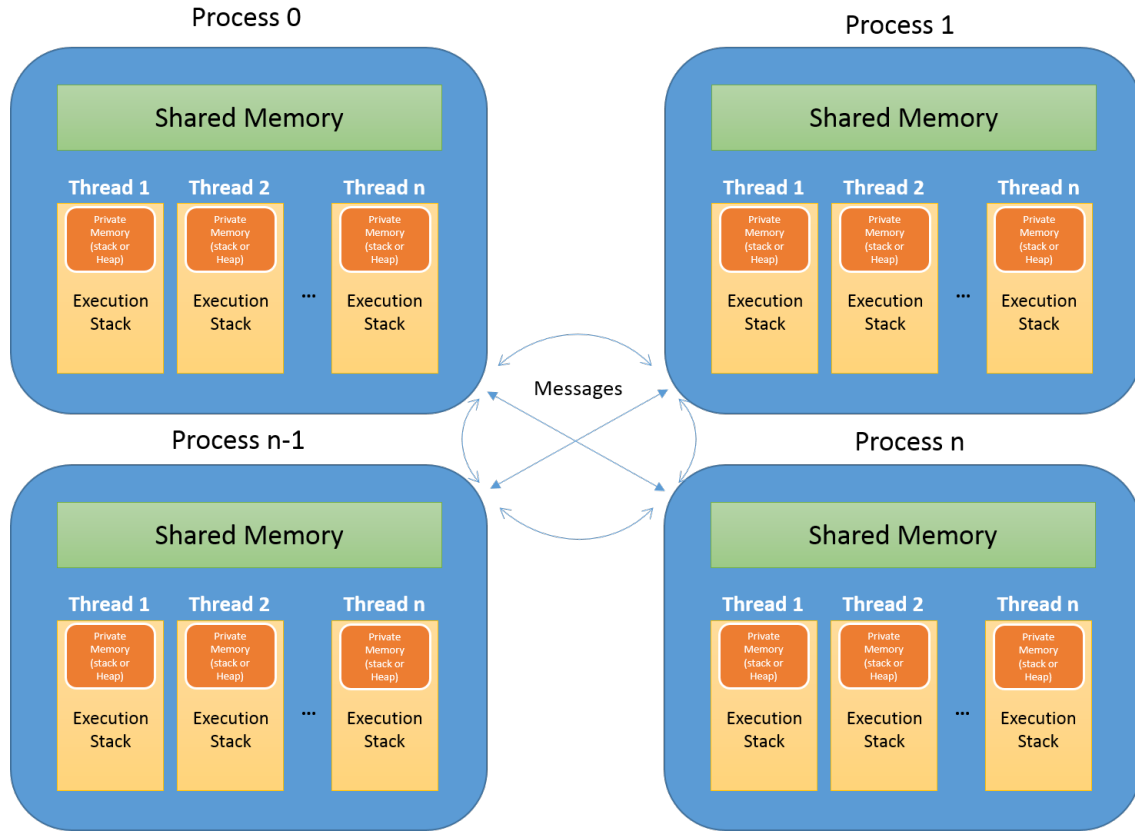 Process 0
Shared Memory
Thread 1 Thread 2 Thread n
Private Private Private
Memory Memory Memory
(stack or (stack or (stack or
Heap) Heap) Heap)
Execution Execution ... Execution
Stack Stack Stack
Process 1
Shared Memory
Thread 1 Thread 2 Thread n
Private Private Private
Memory Memory Memory
(stack or (stack or (stack or
Heap) Heap) Heap)
Execution Execution ... Execution
Stack Stack Stack
Messages
Process n-1
Shared Memory
Thread 1 Thread 2 Thread n
Private Private Private
Memory Memory Memory
(stack or (stack or (stack or
Heap) Heap) Heap)
Execution Execution ... Execution
Stack Stack Stack
Process n
Shared Memory
Thread 1 Thread 2 Thread n
Private Private Private
Memory Memory Memory
(stack or (stack or (stack or
Heap) Heap) Heap)
Execution Execution ... Execution
Stack Stack Stack